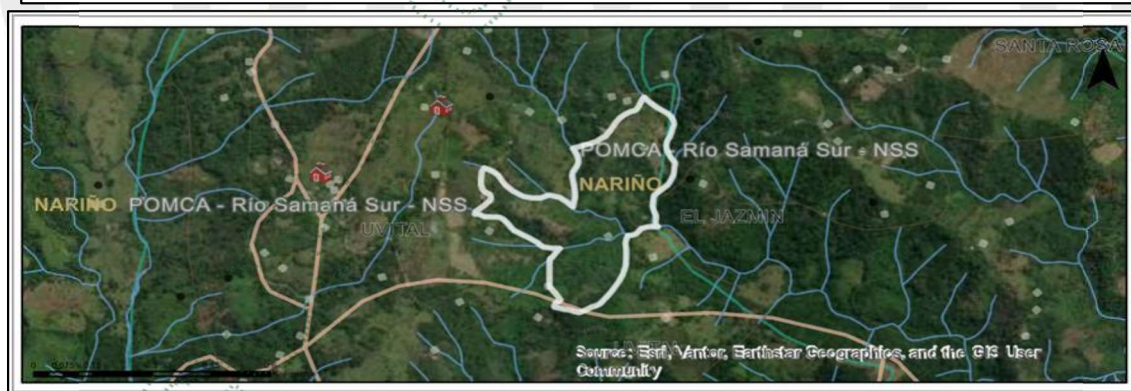 SANTA ROSA
POMCA - Río Samaná Sur - NSS
NARIÑO
NARIÑO POMCA - Río Samaná Sur - NSS
EL JAZMIN
UVITAL
Source: Esri, Vantor, Earthstar Geographics, and the GIS User
Community